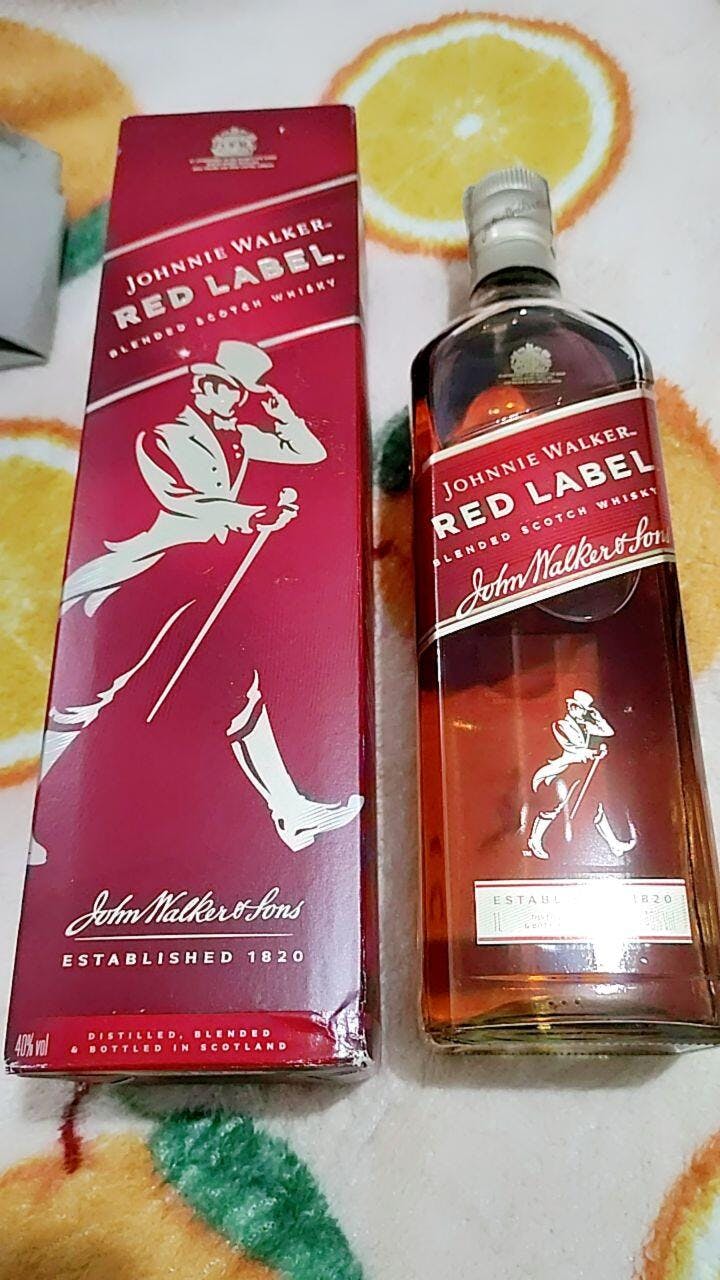 JOHNNIE WALKER.
RED LABEL.
BLENDED SCOTCH WHISKY
John Walker & Sons
ESTABLISHED 1820
40% vol
DISTILLED, BLENDED
& BOTTLED IN SCOTLAND
JOHNNIE WALKER
RED LABEL
BLENDED SCOTCH WHISKY
John Walker & Sons
1820
1L